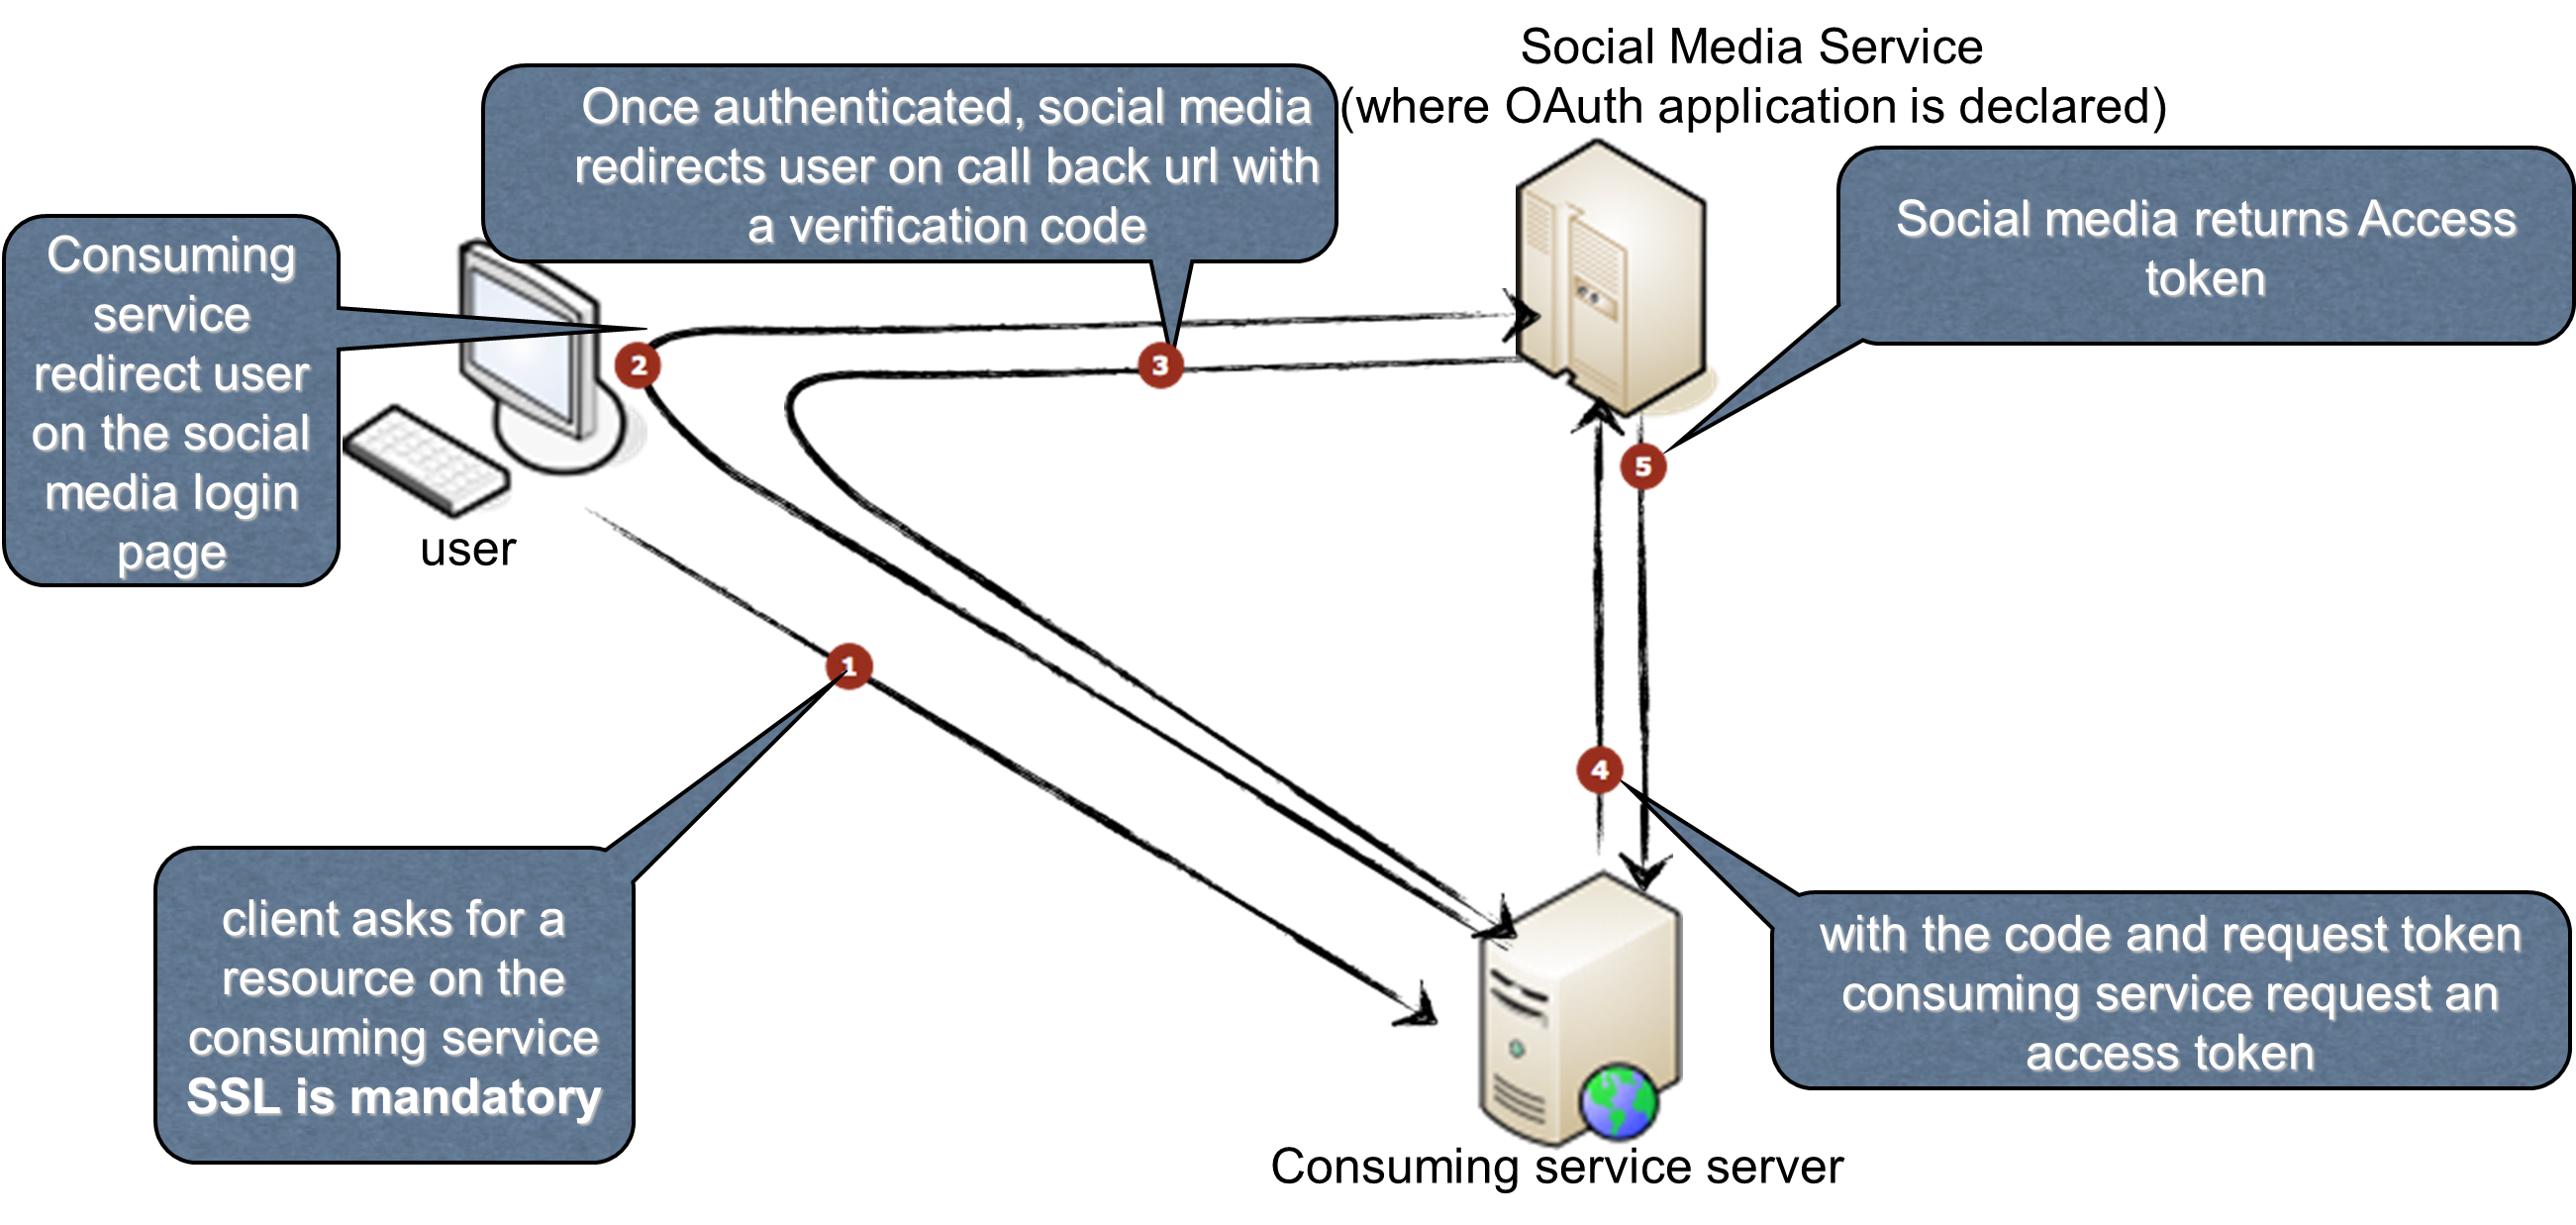 Social Media Service
(where OAuth application is declared)
Once authenticated, social media
redirects user on call back url with
a verification code
Social media returns Access
token
Consuming
service
redirect user
on the social
media login
page
2
3
5
user
1
4
client asks for a
resource on the
consuming service
SSL is mandatory
with the code and request token
consuming service request an
access token
Consuming service server